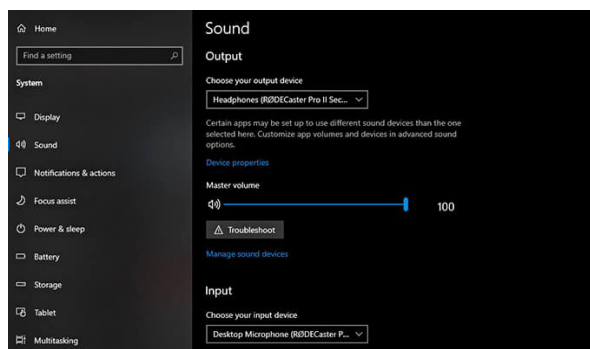 Home
Find a setting
System
Display
Sound
Notifications & actions
Focus assist
Power & sleep
Battery
Storage
Tablet
Multitasking
Sound
Output
Choose your output device
Headphones (RØDECaster Pro II Sec...
Certain apps may be set up to use different sound devices than the one
selected here. Customize app volumes and devices in advanced sound
options.
Device properties
Master volume
100
Troubleshoot
Manage sound devices
Input
Choose your input device
Desktop Microphone (RØDECaster P...